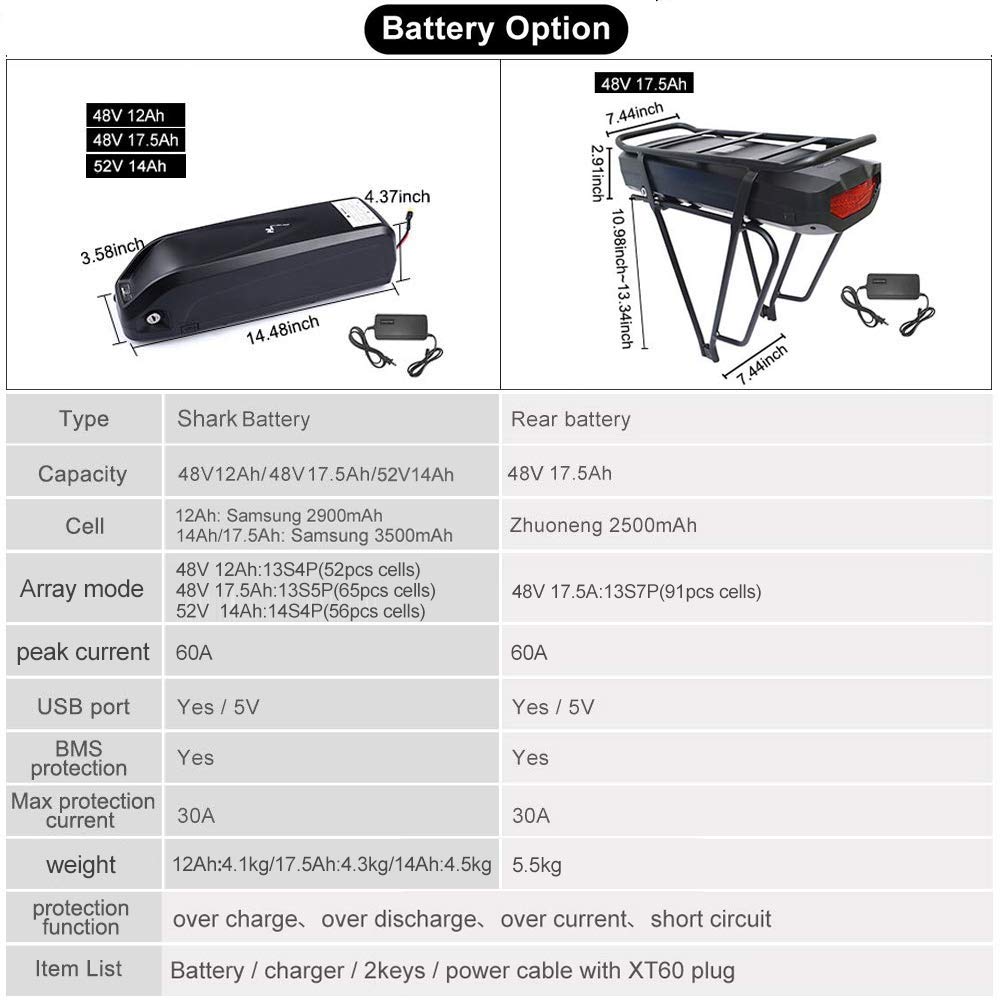 Battery Option
48V 12Ah
48V 17.5Ah
52V 14Ah
3.58inch
4.37inch
14.48inch
48V 17.5Ah
7.44inch
2.91inch
10.98inch~13.34inch
7.44inch
Type
Shark Battery
Rear battery
Capacity
48V12Ah/ 48V 17.5Ah/52V14Ah
48V 17.5Ah
Cell
12Ah: Samsung 2900mAh
14Ah/17.5Ah: Samsung 3500mAh
Zhuoneng 2500mAh
Array mode
48V 12Ah:13S4P(52pcs cells)
48V 17.5Ah:13S5P(65pcs cells)
52V 14Ah:14S4P(56pcs cells)
48V 17.5A:13S7P(91pcs cells)
peak current
60A
60A
USB port
Yes / 5V
Yes / 5V
BMS
protection
Yes
Yes
Max protection
current
30A
30A
weight
12Ah:4.1kg/17.5Ah:4.3kg/14Ah:4.5kg
5.5kg
protection
function
over charge、over discharge、over current、short circuit
Item List
Battery / charger / 2keys / power cable with XT60 plug